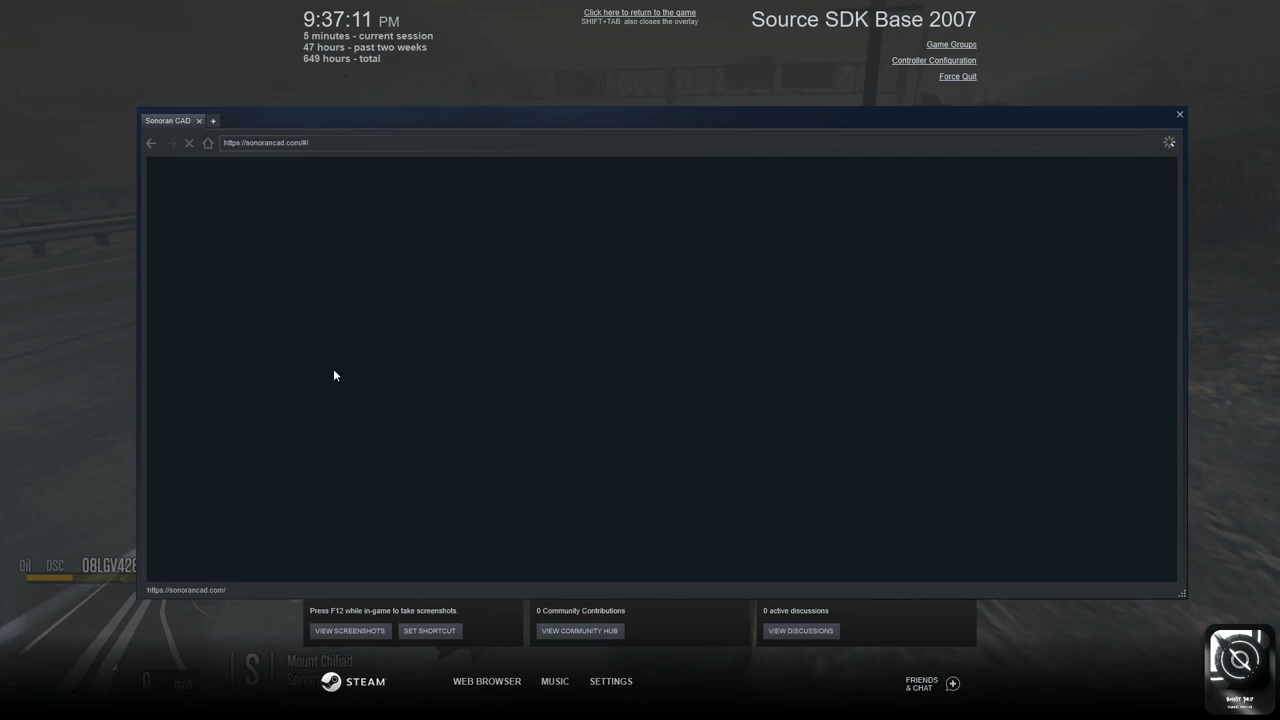 9:37:11 PM
5 minutes - current session
47 hours - past two weeks
649 hours - total
Click here to return to the game
SHIFT+TAB also closes the overlay
Source SDK Base 2007
Game Groups
Controller Configuration
Force Quit
Sonoran CAD
https://sonorancad.com/#/
Oil DSC 08LGV428
https://sonorancad.com/
Press F12 while in-game to take screenshots.
VIEW SCREENSHOTS
SET SHORTCUT
0 Community Contributions
VIEW COMMUNITY HUB
0 active discussions
VIEW DISCUSSIONS
0 mph
S
Mount Chiliad
STEAM
WEB BROWSER
MUSIC
SETTINGS
FRIENDS
& CHAT